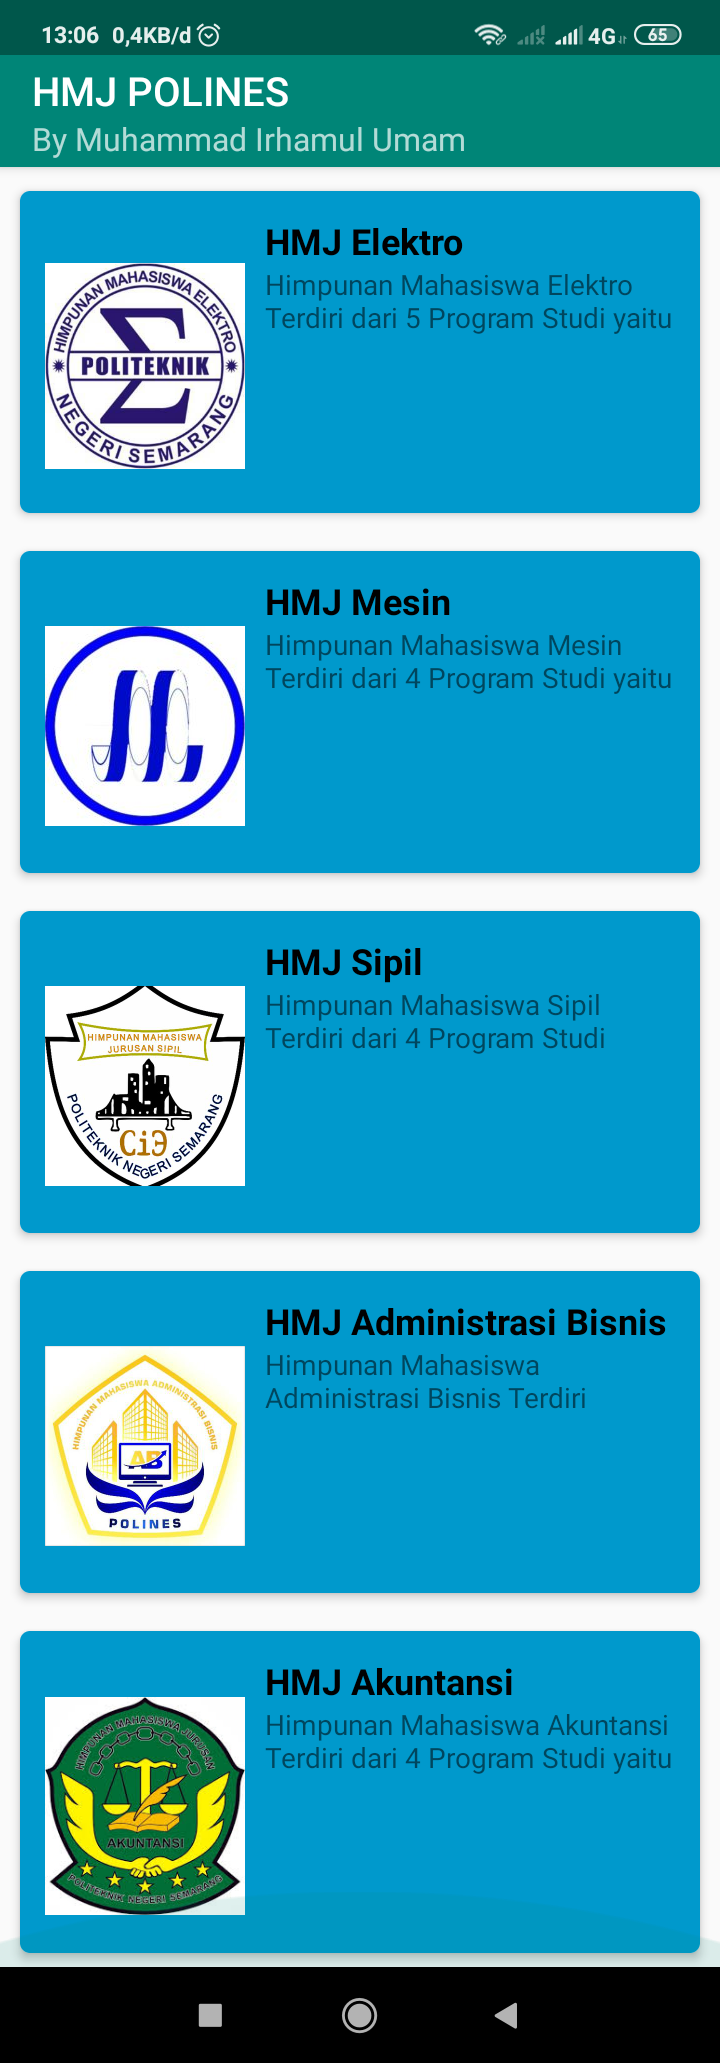 13:06 0,4KB/d 4G 65
HMJ POLINES
By Muhammad Irhamul Umam
HMJ Elektro
Himpunan Mahasiswa Elektro
Terdiri dari 5 Program Studi yaitu
HIMPUNAN MAHASISWA ELEKTRO
POLITEKNIK
NEGERI SEMARANG
HMJ Mesin
Himpunan Mahasiswa Mesin
Terdiri dari 4 Program Studi yaitu
HMJ Sipil
Himpunan Mahasiswa Sipil
Terdiri dari 4 Program Studi
HIMPUNAN MAHASISWA
JURUSAN SIPIL
POLITEKNIK NEGERI SEMARANG
HMJ Administrasi Bisnis
Himpunan Mahasiswa
Administrasi Bisnis Terdiri
HIMPUNAN MAHASISWA ADMINISTRASI BISNIS
AB
POLINES
HMJ Akuntansi
Himpunan Mahasiswa Akuntansi
Terdiri dari 4 Program Studi yaitu
HIMPUNAN MAHASISWA JURUSAN
AKUNTANSI
POLITEKNIK NEGERI SEMARANG